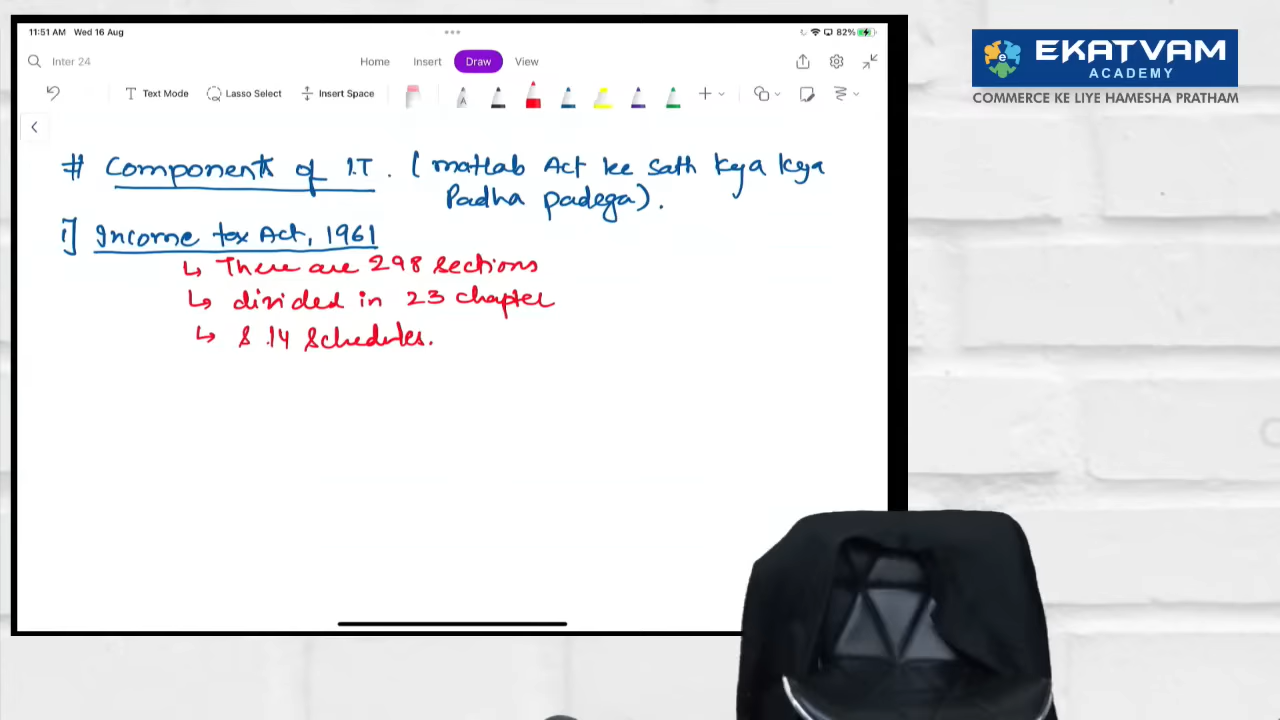 11:51 AM Wed 16 Aug
82%
Inter 24
Home Insert Draw View
Text Mode Lasso Select Insert Space
# Components of I.T. (matlab Act ke sath kya kya
Padha padega).
i] Income tax Act, 1961
↳ There are 298 sections
↳ divided in 23 chapter
↳ & 14 Schedules.
EKATVAM
ACADEMY
COMMERCE KE LIYE HAMESHA PRATHAM